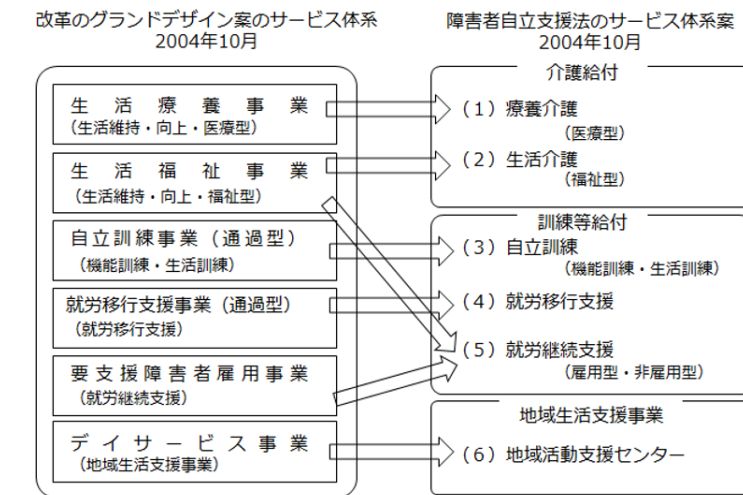 改革のグランドデザイン案のサービス体系
2004年10月
生活療養事業
(生活維持・向上・医療型)
生活福祉事業
(生活維持・向上・福祉型)
自立訓練事業(通過型)
(機能訓練・生活訓練)
就労移行支援事業(通過型)
(就労移行支援)
要支援障害者雇用事業
(就労継続支援)
デイサービス事業
(地域生活支援事業)
障害者自立支援法のサービス体系案
2004年10月
介護給付
(1)療養介護
(医療型)
(2)生活介護
(福祉型)
訓練等給付
(3)自立訓練
(機能訓練・生活訓練)
(4)就労移行支援
(5)就労継続支援
(雇用型・非雇用型)
地域生活支援事業
(6)地域活動支援センター